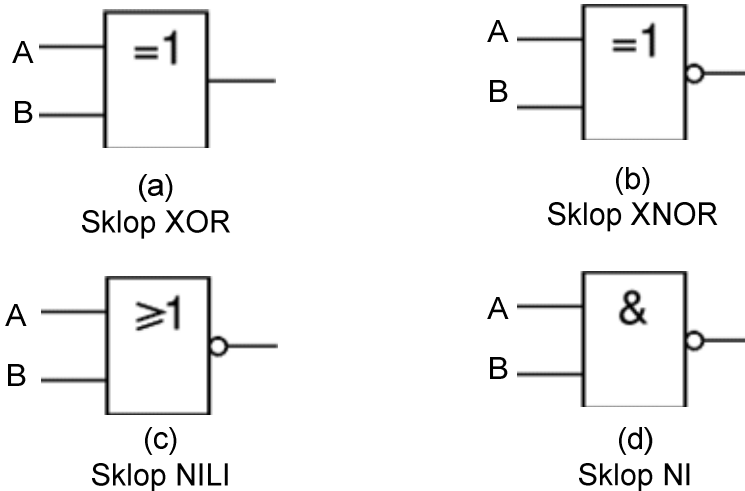 A
B
=1
(a)
Sklop XOR
A
B
=1
(b)
Sklop XNOR
A
B
⩾1
(c)
Sklop NILI
A
B
&
(d)
Sklop NI